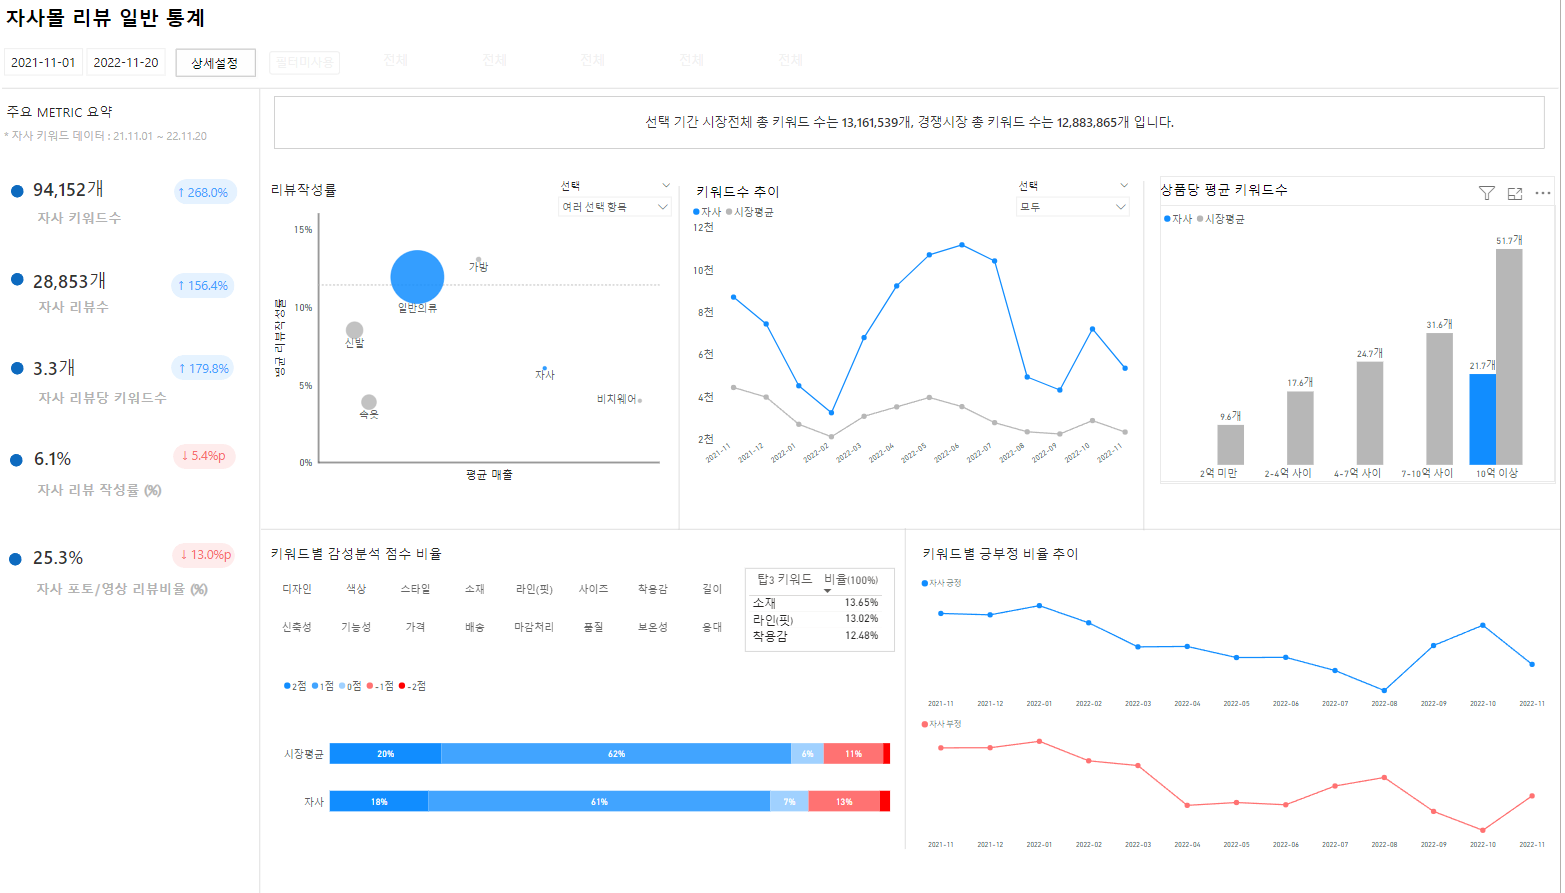 자사몰 리뷰 일반 통계
2021-11-01 2022-11-20 상세설정 필터미사용 전체 전체 전체 전체 전체
주요 METRIC 요약
* 자사 키워드 데이터 : 21.11.01 ~ 22.11.20
94,152개 ↑ 268.0%
자사 키워드수
28,853개 ↑ 156.4%
자사 리뷰수
3.3개 ↑ 179.8%
자사 리뷰당 키워드수
6.1% ↓ 5.4%p
자사 리뷰 작성률 (%)
25.3% ↓ 13.0%p
자사 포토/영상 리뷰비율 (%)
선택 기간 시장전체 총 키워드 수는 13,161,539개, 경쟁시장 총 키워드 수는 12,883,865개 입니다.
리뷰작성률
선택
여러 선택 항목
15%
10%
5%
0%
평균 리뷰작성률
가방
일반의류
신발
자사
비치웨어
속옷
평균 매출
키워드수 추이
선택
모두
자사 시장평균
12천
10천
8천
6천
4천
2천
2021-11 2021-12 2022-01 2022-02 2022-03 2022-04 2022-05 2022-06 2022-07 2022-08 2022-09 2022-10 2022-11
상품당 평균 키워드수
자사 시장평균
9.6개 17.6개 24.7개 31.6개 21.7개 51.7개
2억 미만 2-4억 사이 4-7억 사이 7-10억 사이 10억 이상
키워드별 감성분석 점수 비율
디자인 색상 스타일 소재 라인(핏) 사이즈 착용감 길이
신축성 기능성 가격 배송 마감처리 품질 보온성 응대
탑3 키워드 비율(100%)
소재 13.65%
라인(핏) 13.02%
착용감 12.48%
2점 1점 0점 -1점 -2점
시장평균 20% 62% 6% 11%
자사 18% 61% 7% 13%
키워드별 긍부정 비율 추이
자사 긍정
2021-11 2021-12 2022-01 2022-02 2022-03 2022-04 2022-05 2022-06 2022-07 2022-08 2022-09 2022-10 2022-11
자사 부정
2021-11 2021-12 2022-01 2022-02 2022-03 2022-04 2022-05 2022-06 2022-07 2022-08 2022-09 2022-10 2022-11